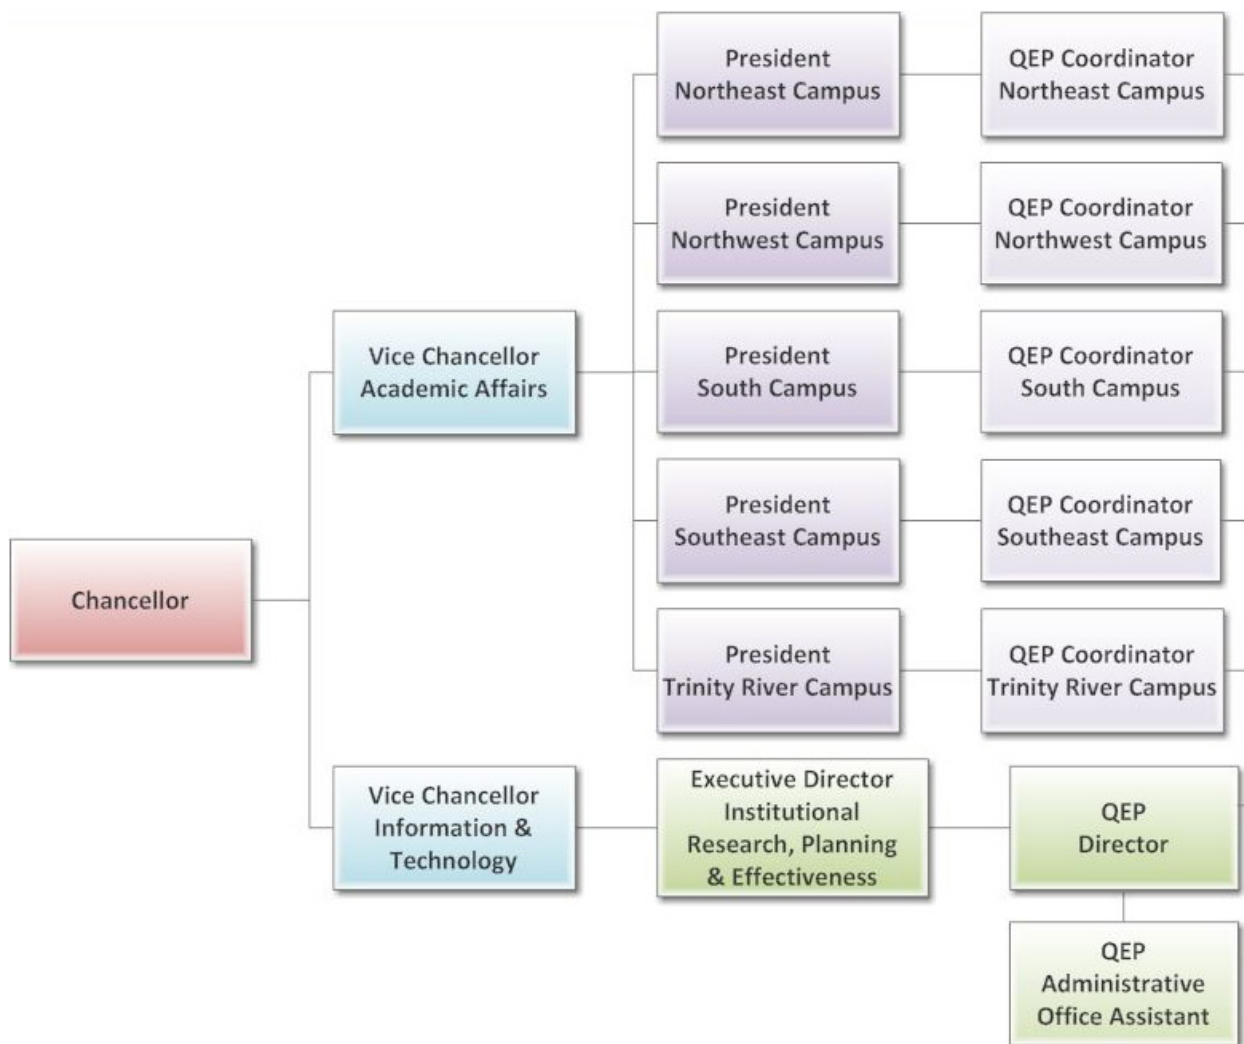 President
Northeast Campus
QEP Coordinator
Northeast Campus
President
Northwest Campus
QEP Coordinator
Northwest Campus
Vice Chancellor
Academic Affairs
President
South Campus
QEP Coordinator
South Campus
President
Southeast Campus
QEP Coordinator
Southeast Campus
Chancellor
President
Trinity River Campus
QEP Coordinator
Trinity River Campus
Vice Chancellor
Information &
Technology
Executive Director
Institutional
Research, Planning
& Effectiveness
QEP
Director
QEP
Administrative
Office Assistant